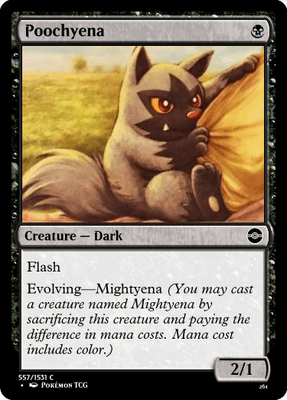 Poochyena
Creature — Dark
Flash
Evolving—Mightyena (You may cast
a creature named Mightyena by
sacrificing this creature and paying the
difference in mana costs. Mana cost
includes color.)
2/1
557/1531 C
Pokémon TCG